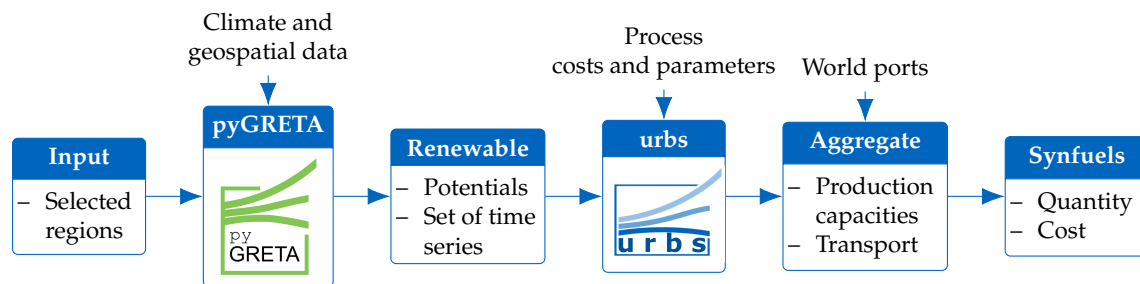 Climate and
geospatial data
Process
costs and parameters
World ports
pyGRETA
urbs
Aggregate
Input
Renewable
Synfuels
– Selected
regions
py
GRETA
– Potentials
– Set of time
series
urbs
– Production
capacities
– Transport
– Quantity
– Cost